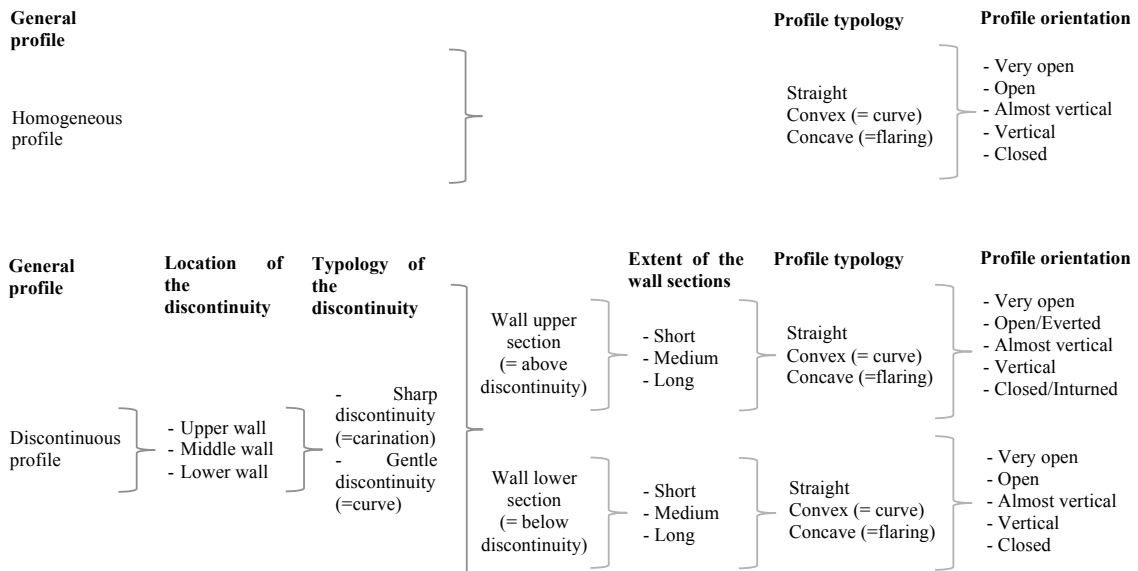 General profile
Profile typology
Profile orientation
Homogeneous profile
Straight
Convex (= curve)
Concave (=flaring)
- Very open
- Open
- Almost vertical
- Vertical
- Closed
General profile
Location of the discontinuity
Typology of the discontinuity
Extent of the wall sections
Profile typology
Profile orientation
Discontinuous profile
- Upper wall
- Middle wall
- Lower wall
- Sharp discontinuity (=carination)
- Gentle discontinuity (=curve)
Wall upper section (= above discontinuity)
- Short
- Medium
- Long
Straight
Convex (= curve)
Concave (=flaring)
- Very open
- Open/Everted
- Almost vertical
- Vertical
- Closed/Inturned
Wall lower section (= below discontinuity)
- Short
- Medium
- Long
Straight
Convex (= curve)
Concave (=flaring)
- Very open
- Open
- Almost vertical
- Vertical
- Closed